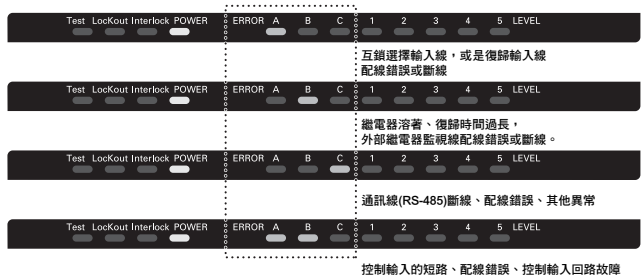 Test LocKout Interlock POWER ERROR A B C 1 2 3 4 5 LEVEL
互鎖選擇輸入線，或是復歸輸入線
配線錯誤或斷線
Test LocKout Interlock POWER ERROR A B C 1 2 3 4 5 LEVEL
繼電器溶著、復歸時間過長，
外部繼電器監視線配線錯誤或斷線。
Test LocKout Interlock POWER ERROR A B C 1 2 3 4 5 LEVEL
通訊線(RS-485)斷線、配線錯誤、其他異常
Test LocKout Interlock POWER ERROR A B C 1 2 3 4 5 LEVEL
控制輸入的短路、配線錯誤、控制輸入回路故障